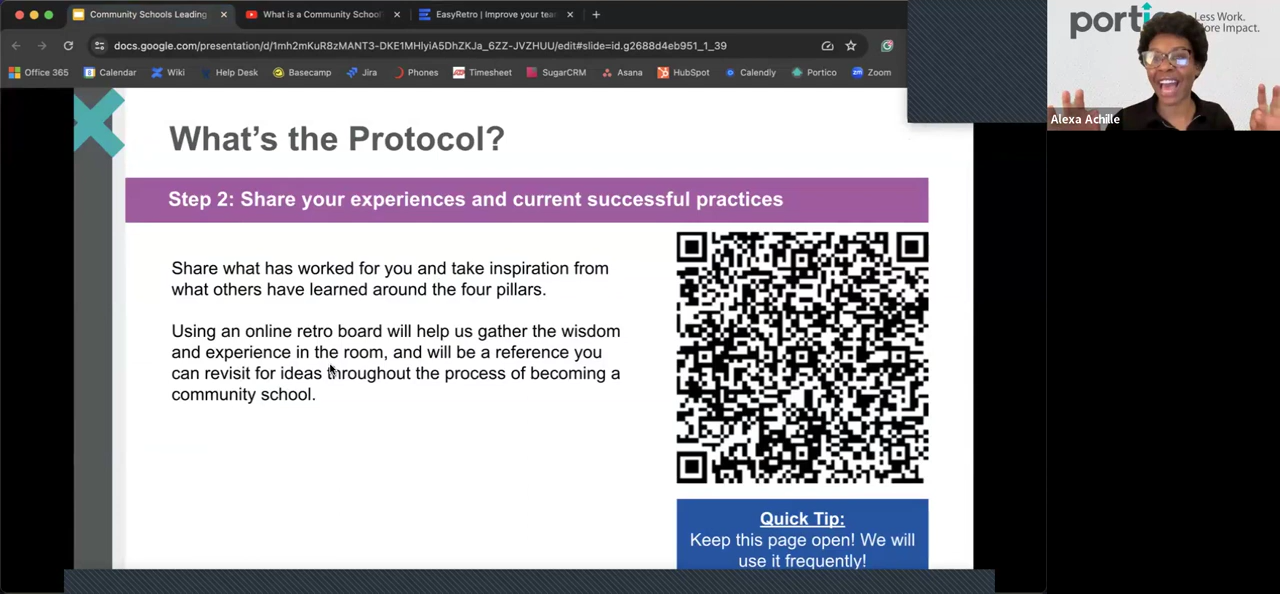 Community Schools Leading
What is a Community School
EasyRetro | Improve your tea
docs.google.com/presentation/d/1mh2mKuR8zMANT3-DKE1MHIyiA5DhZKJa_6ZZ-JVZHUU/edit#slide=id.g2688d4eb951_1_39
Office 365 Calendar Wiki Help Desk Basecamp Jira Phones Timesheet SugarCRM Asana HubSpot Calendly Portico Zoom
What's the Protocol?
Step 2: Share your experiences and current successful practices
Share what has worked for you and take inspiration from
what others have learned around the four pillars.
Using an online retro board will help us gather the wisdom
and experience in the room, and will be a reference you
can revisit for ideas throughout the process of becoming a
community school.
Quick Tip:
Keep this page open! We will
use it frequently!
Less Work.
Impact.
Alexa Achille